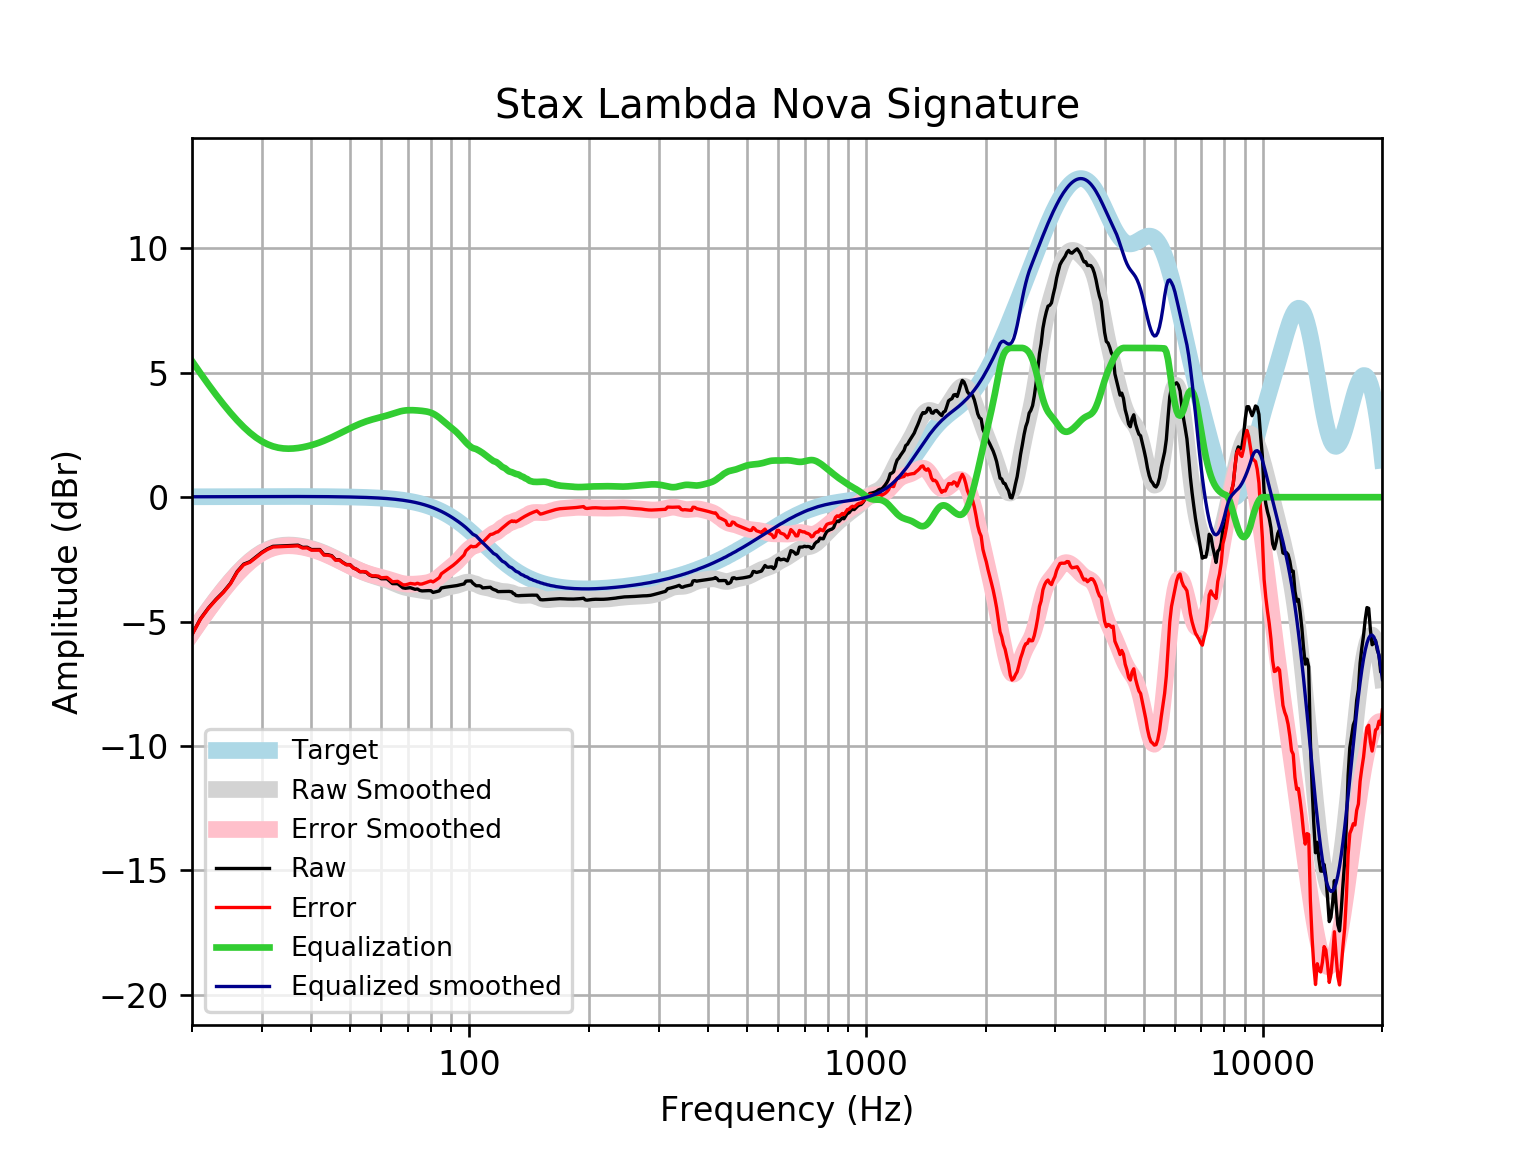 Stax Lambda Nova Signature
Amplitude (dBr)
10
5
0
−5
−10
−15
−20
Target
Raw Smoothed
Error Smoothed
Raw
Error
Equalization
Equalized smoothed
100
1000
10000
Frequency (Hz)